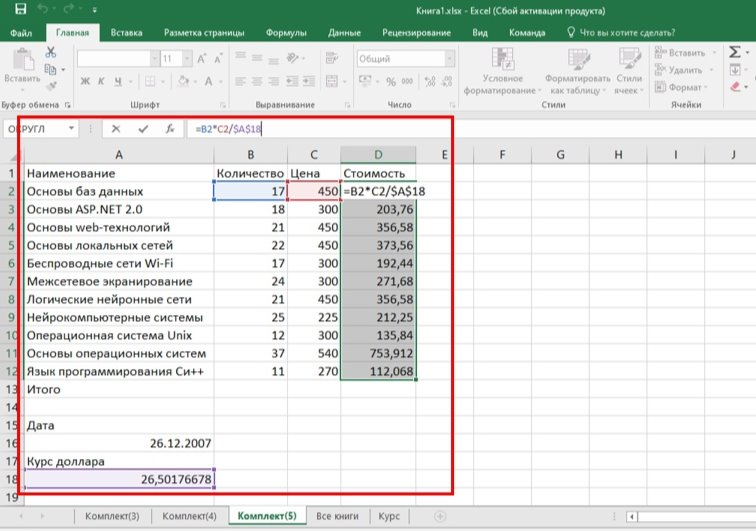 Книга1.xlsx - Excel (Сбой активации продукта)
Файл Главная Вставка Разметка страницы Формулы Данные Рецензирование Вид Команда Что вы хотите сделать?
Вставить Ж К Ч 11 Общий Условное форматирование Форматировать как таблицу Стили ячеек Вставить Удалить Формат
Буфер обмена Шрифт Выравнивание Число Стили Ячейки
ОКРУГЛ =B2*C2/$A$18
A B C D E F G H I J
1 Наименование Количество Цена Стоимость
2 Основы баз данных 17 450 =B2*C2/$A$18
3 Основы ASP.NET 2.0 18 300 203,76
4 Основы web-технологий 21 450 356,58
5 Основы локальных сетей 22 450 373,56
6 Беспроводные сети Wi-Fi 17 300 192,44
7 Межсетевое экранирование 24 300 271,68
8 Логические нейронные сети 21 450 356,58
9 Нейрокомпьютерные системы 25 225 212,25
10 Операционная система Unix 12 300 135,84
11 Основы операционных систем 37 540 753,912
12 Язык программирования Си++ 11 270 112,068
13 Итого
14
15 Дата
16 26.12.2007
17 Курс доллара
18 26,50176678
19
Комплект(3) Комплект(4) Комплект(5) Все книги Курс